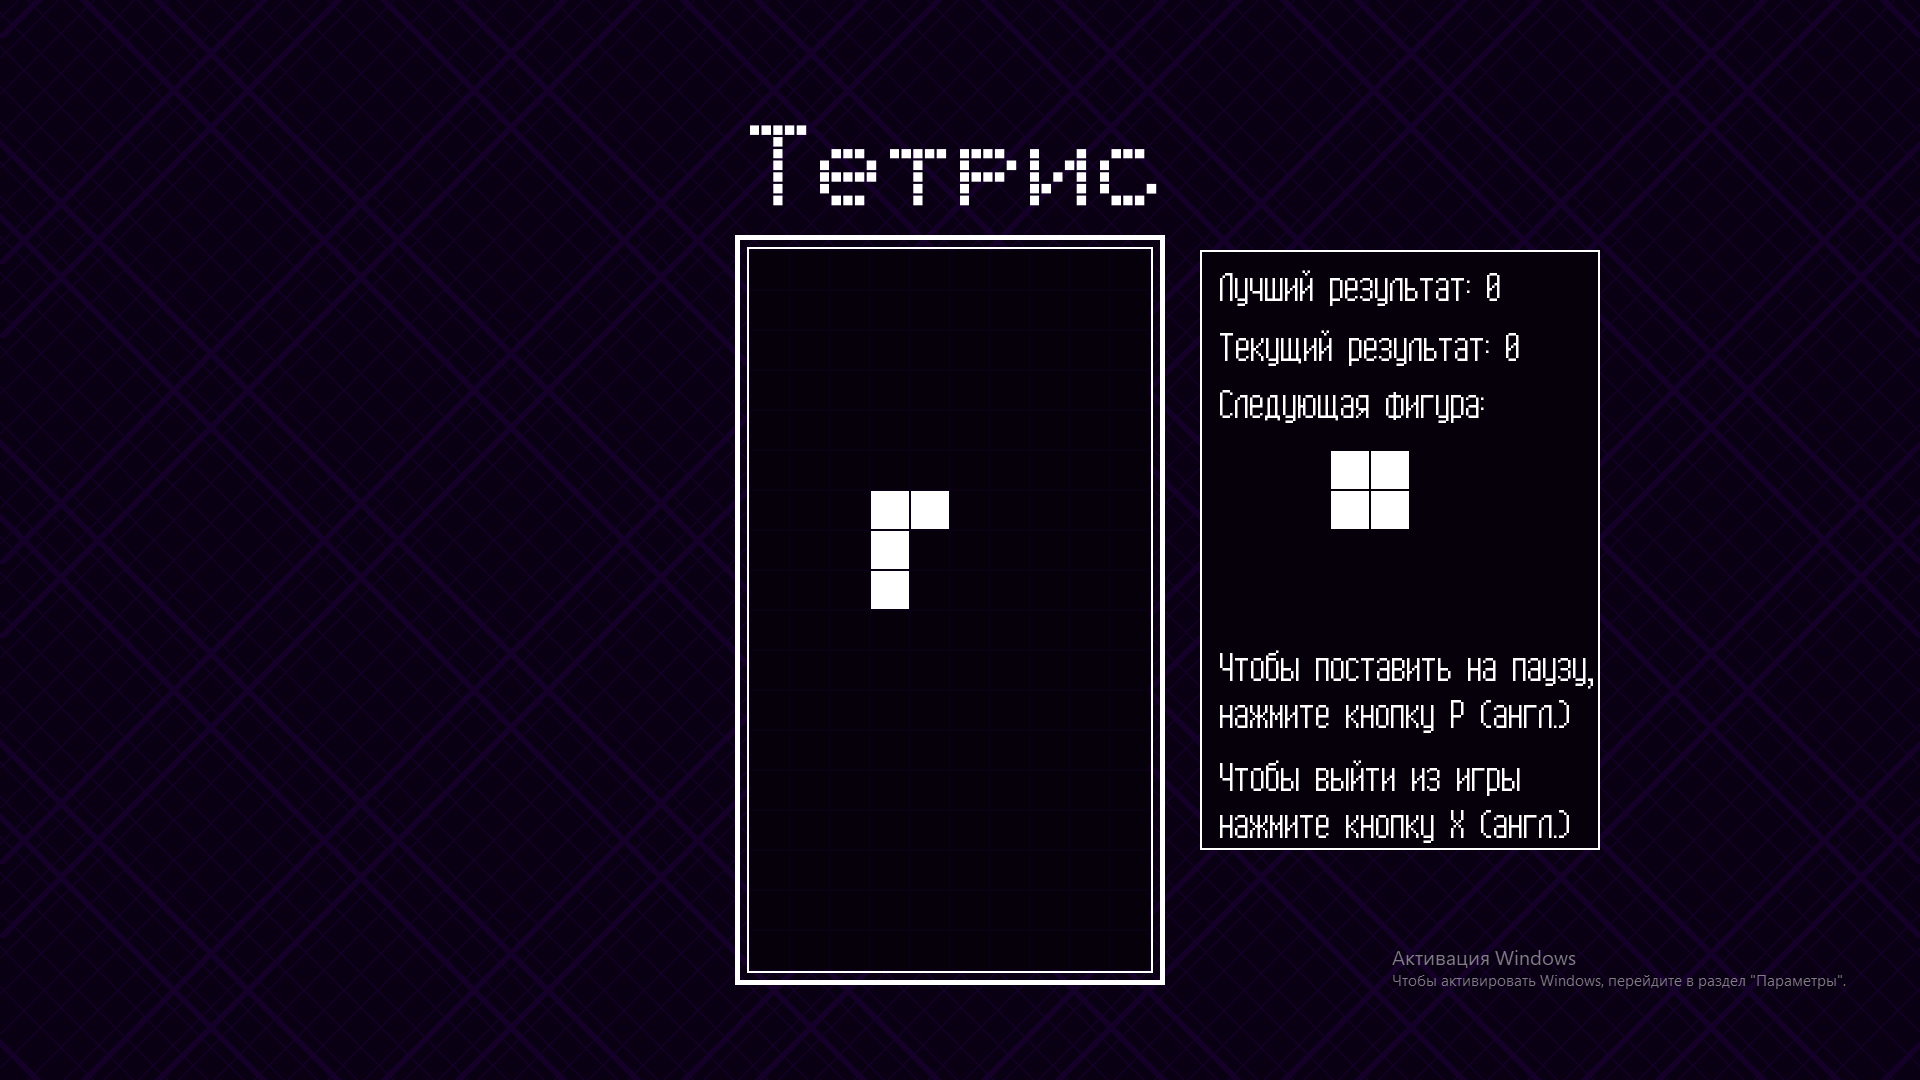 Тетрис
Лучший результат: 0
Текущий результат: 0
Следующая фигура:
Чтобы поставить на паузу,
нажмите кнопку P (англ.)
Чтобы выйти из игры
нажмите кнопку X (англ.)
Активация Windows
Чтобы активировать Windows, перейдите в раздел "Параметры".